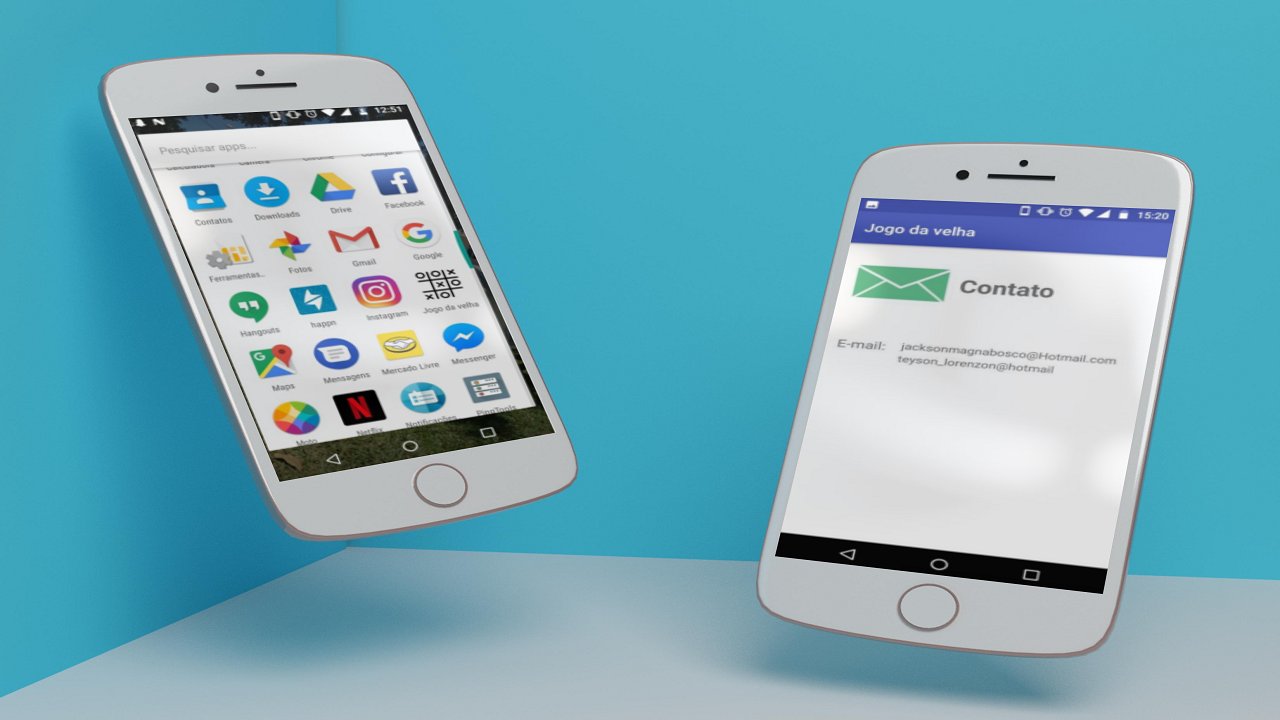 12:51
Pesquisar apps...
Calculadora Câmera Chrome Configurar
Contatos Downloads Drive Facebook
Ferramentas.. Fotos Gmail Google
Hangouts happn Instagram Jogo da velha
Maps Mensagens Mercado Livre Messenger
Moto Netflix Notificações PingTools
15:20
Jogo da velha
Contato
E-mail: jacksonmagnabosco@Hotmail.com
teyson_lorenzon@hotmail